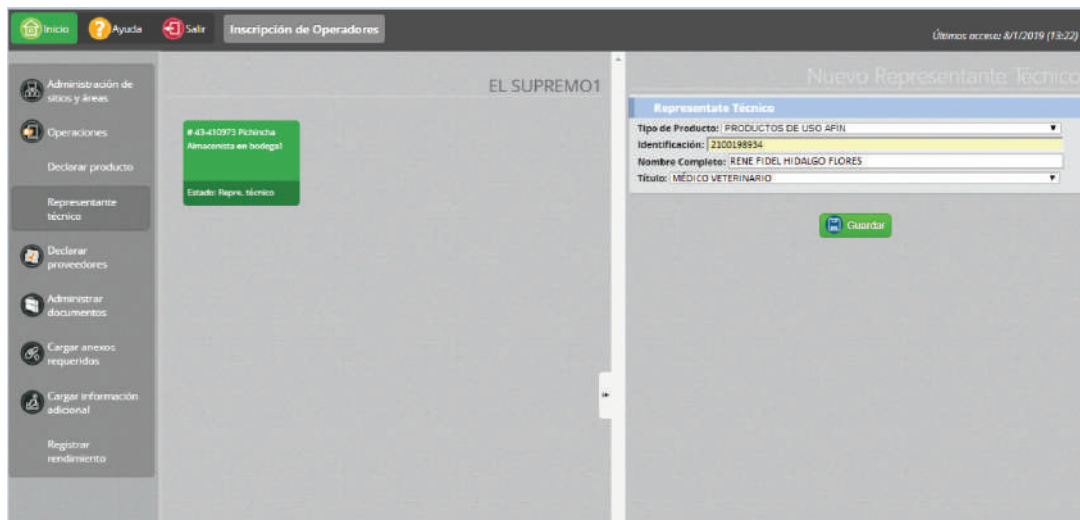 Inicio
Ayuda
Salir
Inscripción de Operadores
Último acceso: 8/1/2019 (13:22)
Administración de
sitios y áreas
Operaciones
Declarar producto
Representante
técnico
Declarar
proveedores
Administrar
documentos
Cargar anexos
requeridos
Cargar información
adicional
Registrar
rendimiento
EL SUPREMO1
# 43-410973 Pichincha
Almacenista en bodega1
Estado: Repre. técnico
Nuevo Representante Técnico
Represetate Técnico
Tipo de Producto: PRODUCTOS DE USO AFIN
Identificación: 2100198934
Nombre Completo: RENE FIDEL HIDALGO FLORES
Título: MÉDICO VETERINARIO
Guardar